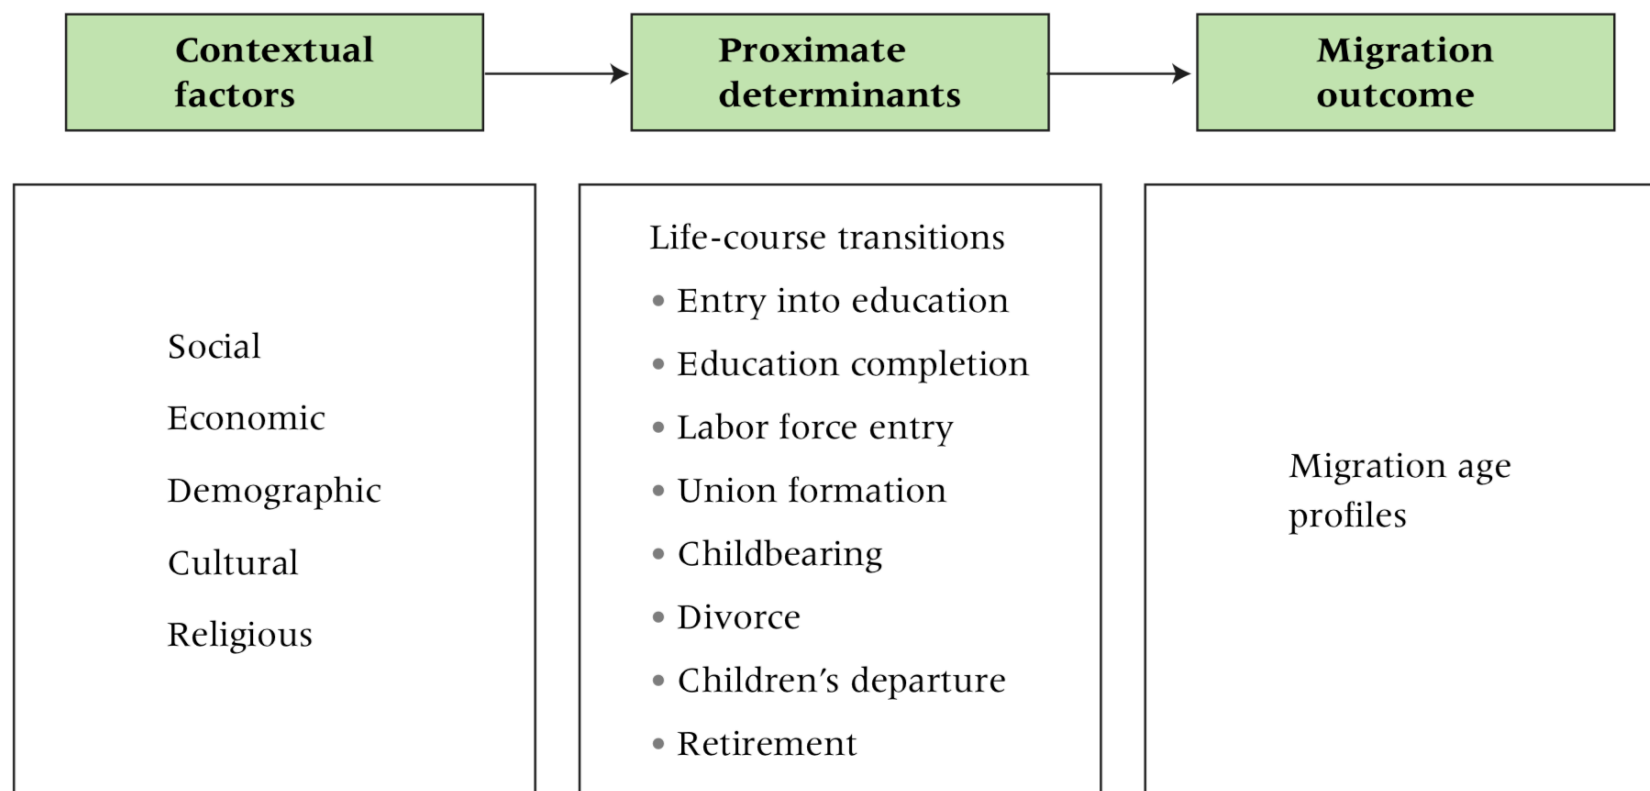 Contextual
factors
Proximate
determinants
Migration
outcome
Social
Economic
Demographic
Cultural
Religious
Life-course transitions
• Entry into education
• Education completion
• Labor force entry
• Union formation
• Childbearing
• Divorce
• Children’s departure
• Retirement
Migration age
profiles